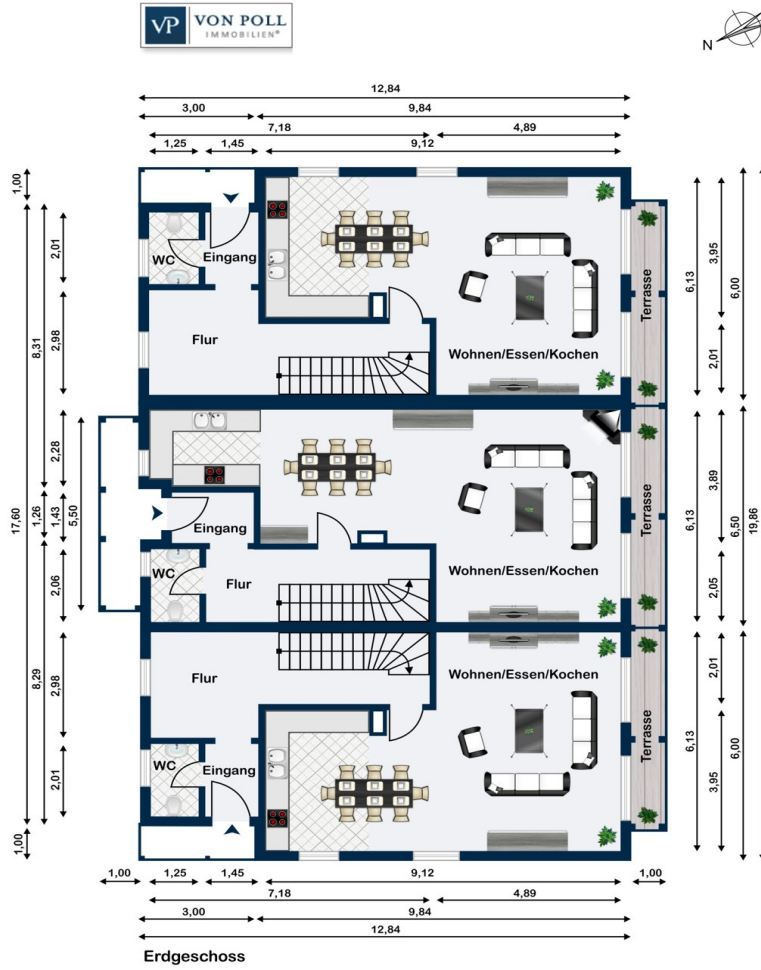 VP VON POLL
IMMOBILIEN®
N
12,84
3,00 9,84
7,18 4,89
1,25 1,45 9,12
1,00
17,60
8,31
2,01
2,98
WC
Eingang
Flur
Wohnen/Essen/Kochen
Terrasse
6,13
3,95
2,01
6,00
19,86
2,28
1,26
1,43
5,50
2,06
Eingang
WC
Flur
Wohnen/Essen/Kochen
Terrasse
6,13
3,89
2,05
6,50
8,29
2,98
2,01
1,00
Flur
WC
Eingang
Wohnen/Essen/Kochen
Terrasse
6,13
2,01
3,95
6,00
1,00 1,25 1,45 9,12 1,00
7,18 4,89
3,00 9,84
12,84
Erdgeschoss